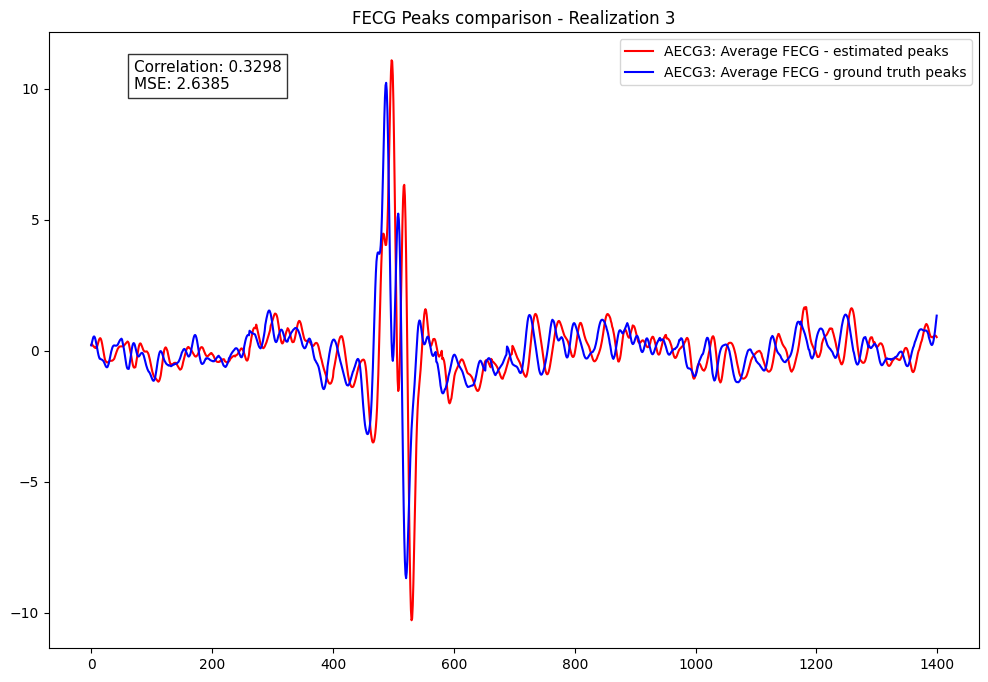 FECG Peaks comparison - Realization 3
Correlation: 0.3298
MSE: 2.6385
AECG3: Average FECG - estimated peaks
AECG3: Average FECG - ground truth peaks
10
5
0
−5
−10
0 200 400 600 800 1000 1200 1400